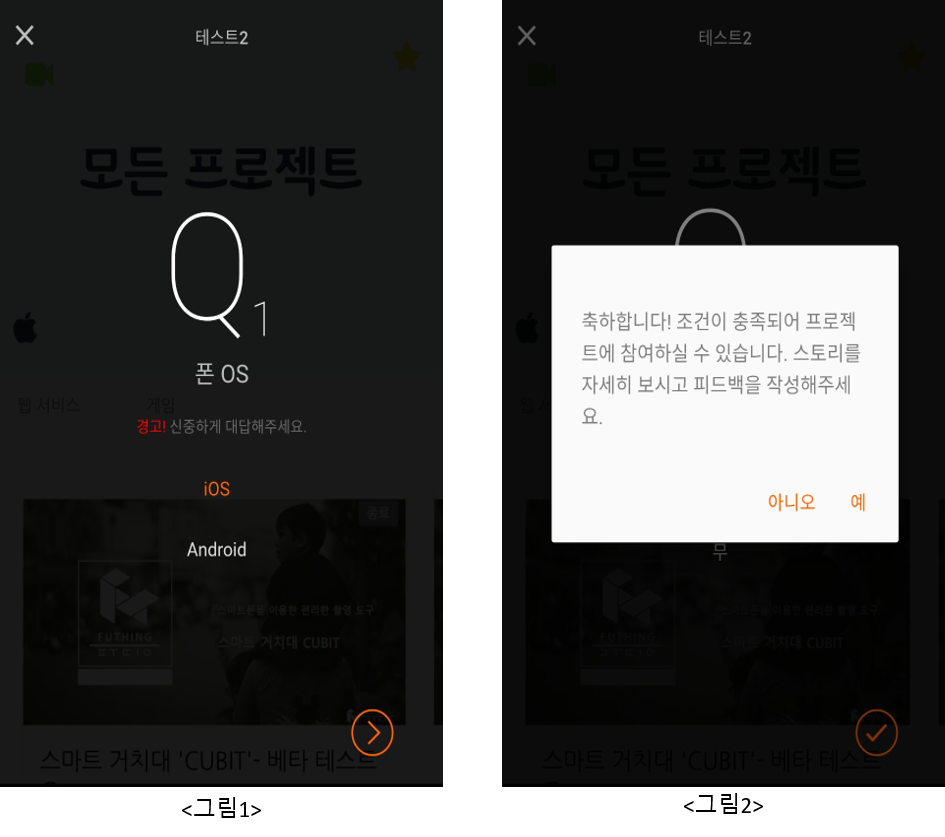 테스트2
모든 프로젝트
Q1
폰 OS
웹 서비스 게임
경고! 신중하게 대답해주세요.
iOS
종료
Android
스마트폰을 이용한 편리한 촬영 도구
FUTHING
스마트 거치대 CUBIT
스마트 거치대 'CUBIT'- 베타 테스트
<그림1>
테스트2
모든 프로젝트
축하합니다! 조건이 충족되어 프로젝
트에 참여하실 수 있습니다. 스토리를
자세히 보시고 피드백을 작성해주세
요.
아니오 예
무
스마트폰을 이용한 편리한 촬영 도구
FUTHING
스마트 거치대 CUBIT
스마트 거치대 'CUBIT'- 베타 테스트
<그림2>